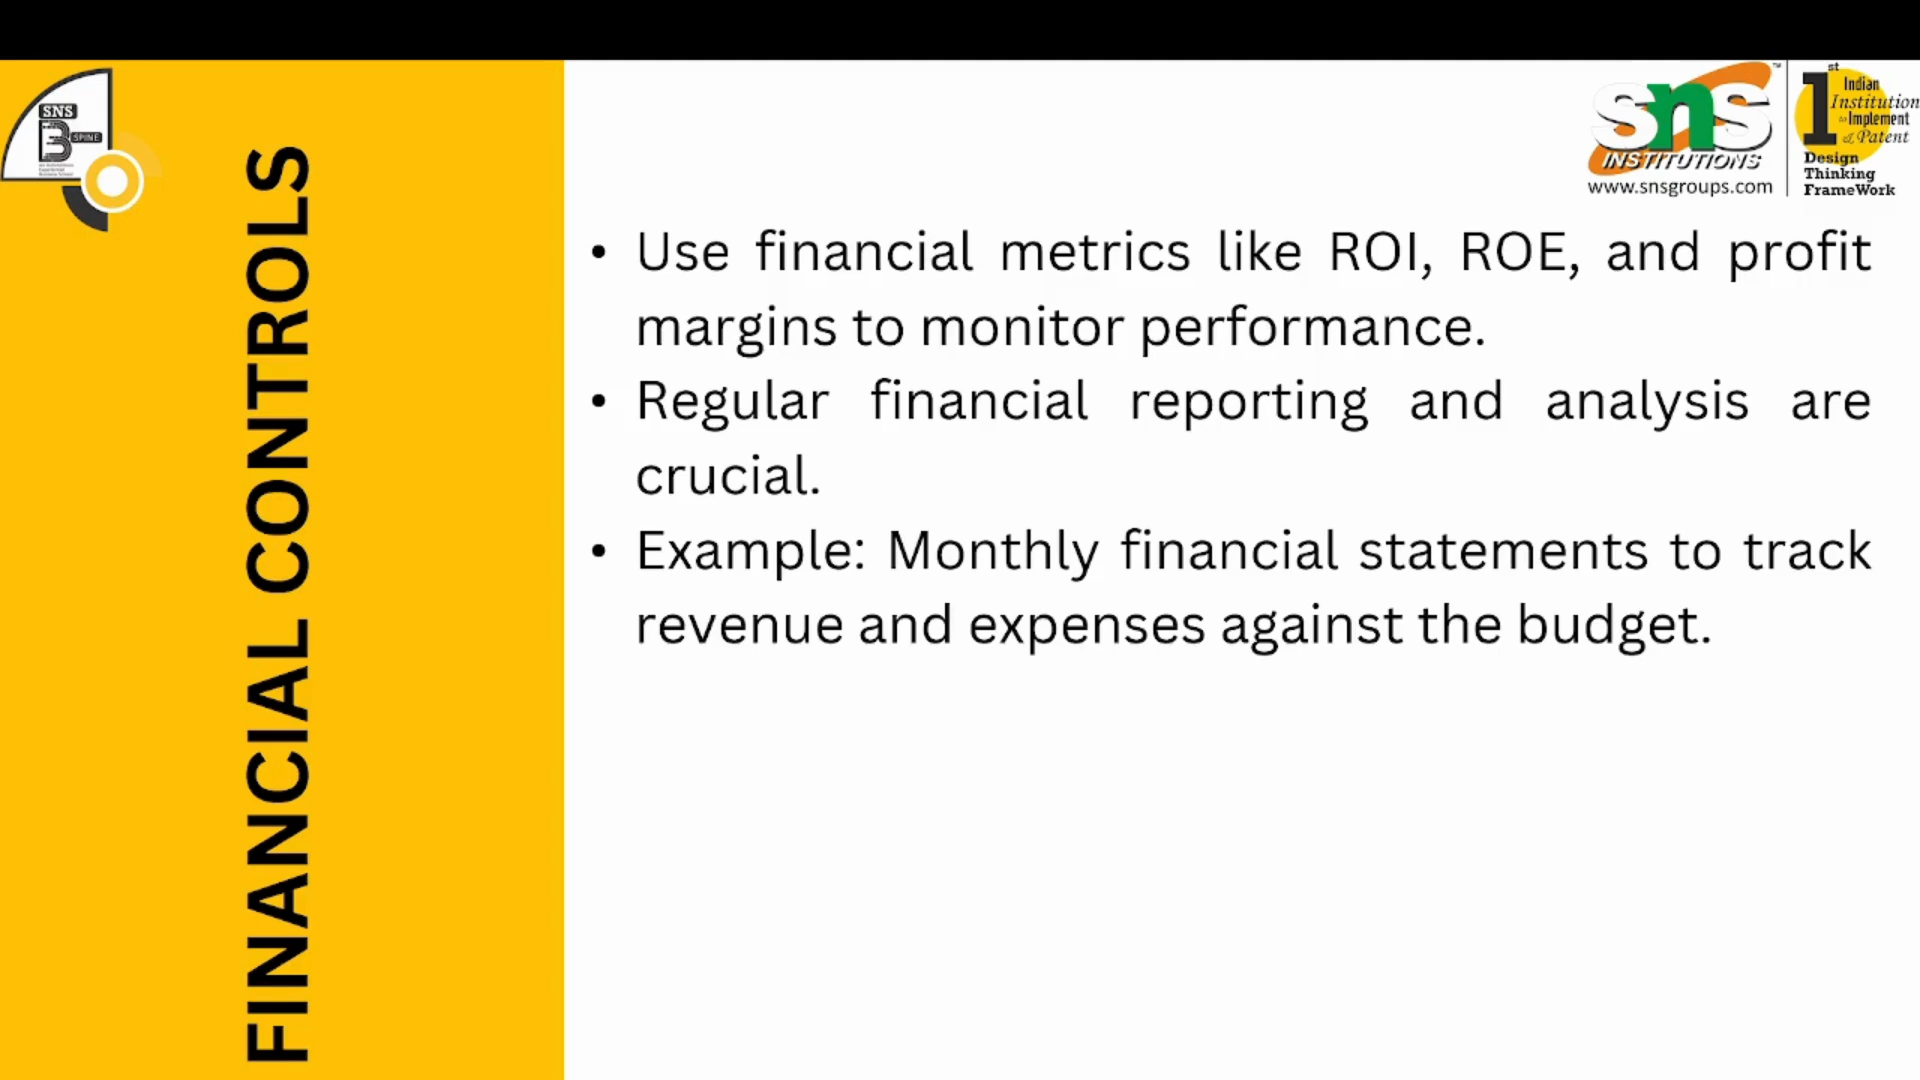 SNS
SPINE
FINANCIAL CONTROLS
sns
INSTITUTIONS
www.snsgroups.com
1st
Indian
Institution
to Implement
& Patent
Design
Thinking
FrameWork
• Use financial metrics like ROI, ROE, and profit
margins to monitor performance.
• Regular financial reporting and analysis are
crucial.
• Example: Monthly financial statements to track
revenue and expenses against the budget.